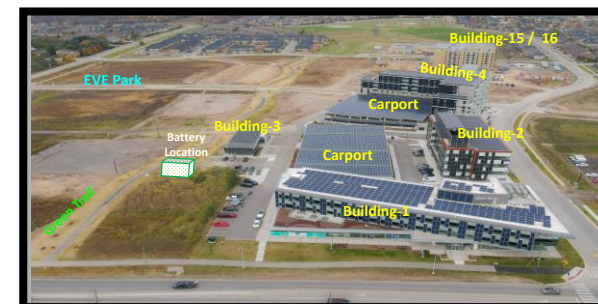 Building-15 / 16
Building-4
EVE Park
Carport
Building-3
Building-2
Battery
Location
Carport
Green Trail
Building-1